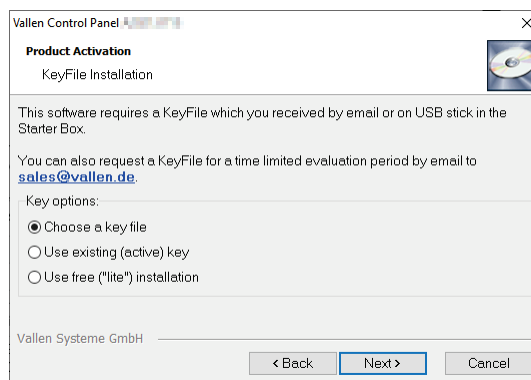 Vallen Control Panel
Product Activation
KeyFile Installation
This software requires a KeyFile which you received by email or on USB stick in the
Starter Box.
You can also request a KeyFile for a time limited evaluation period by email to
sales@vallen.de.
Key options:
Choose a key file
Use existing (active) key
Use free ("lite") installation
Vallen Systeme GmbH
< Back
Next >
Cancel